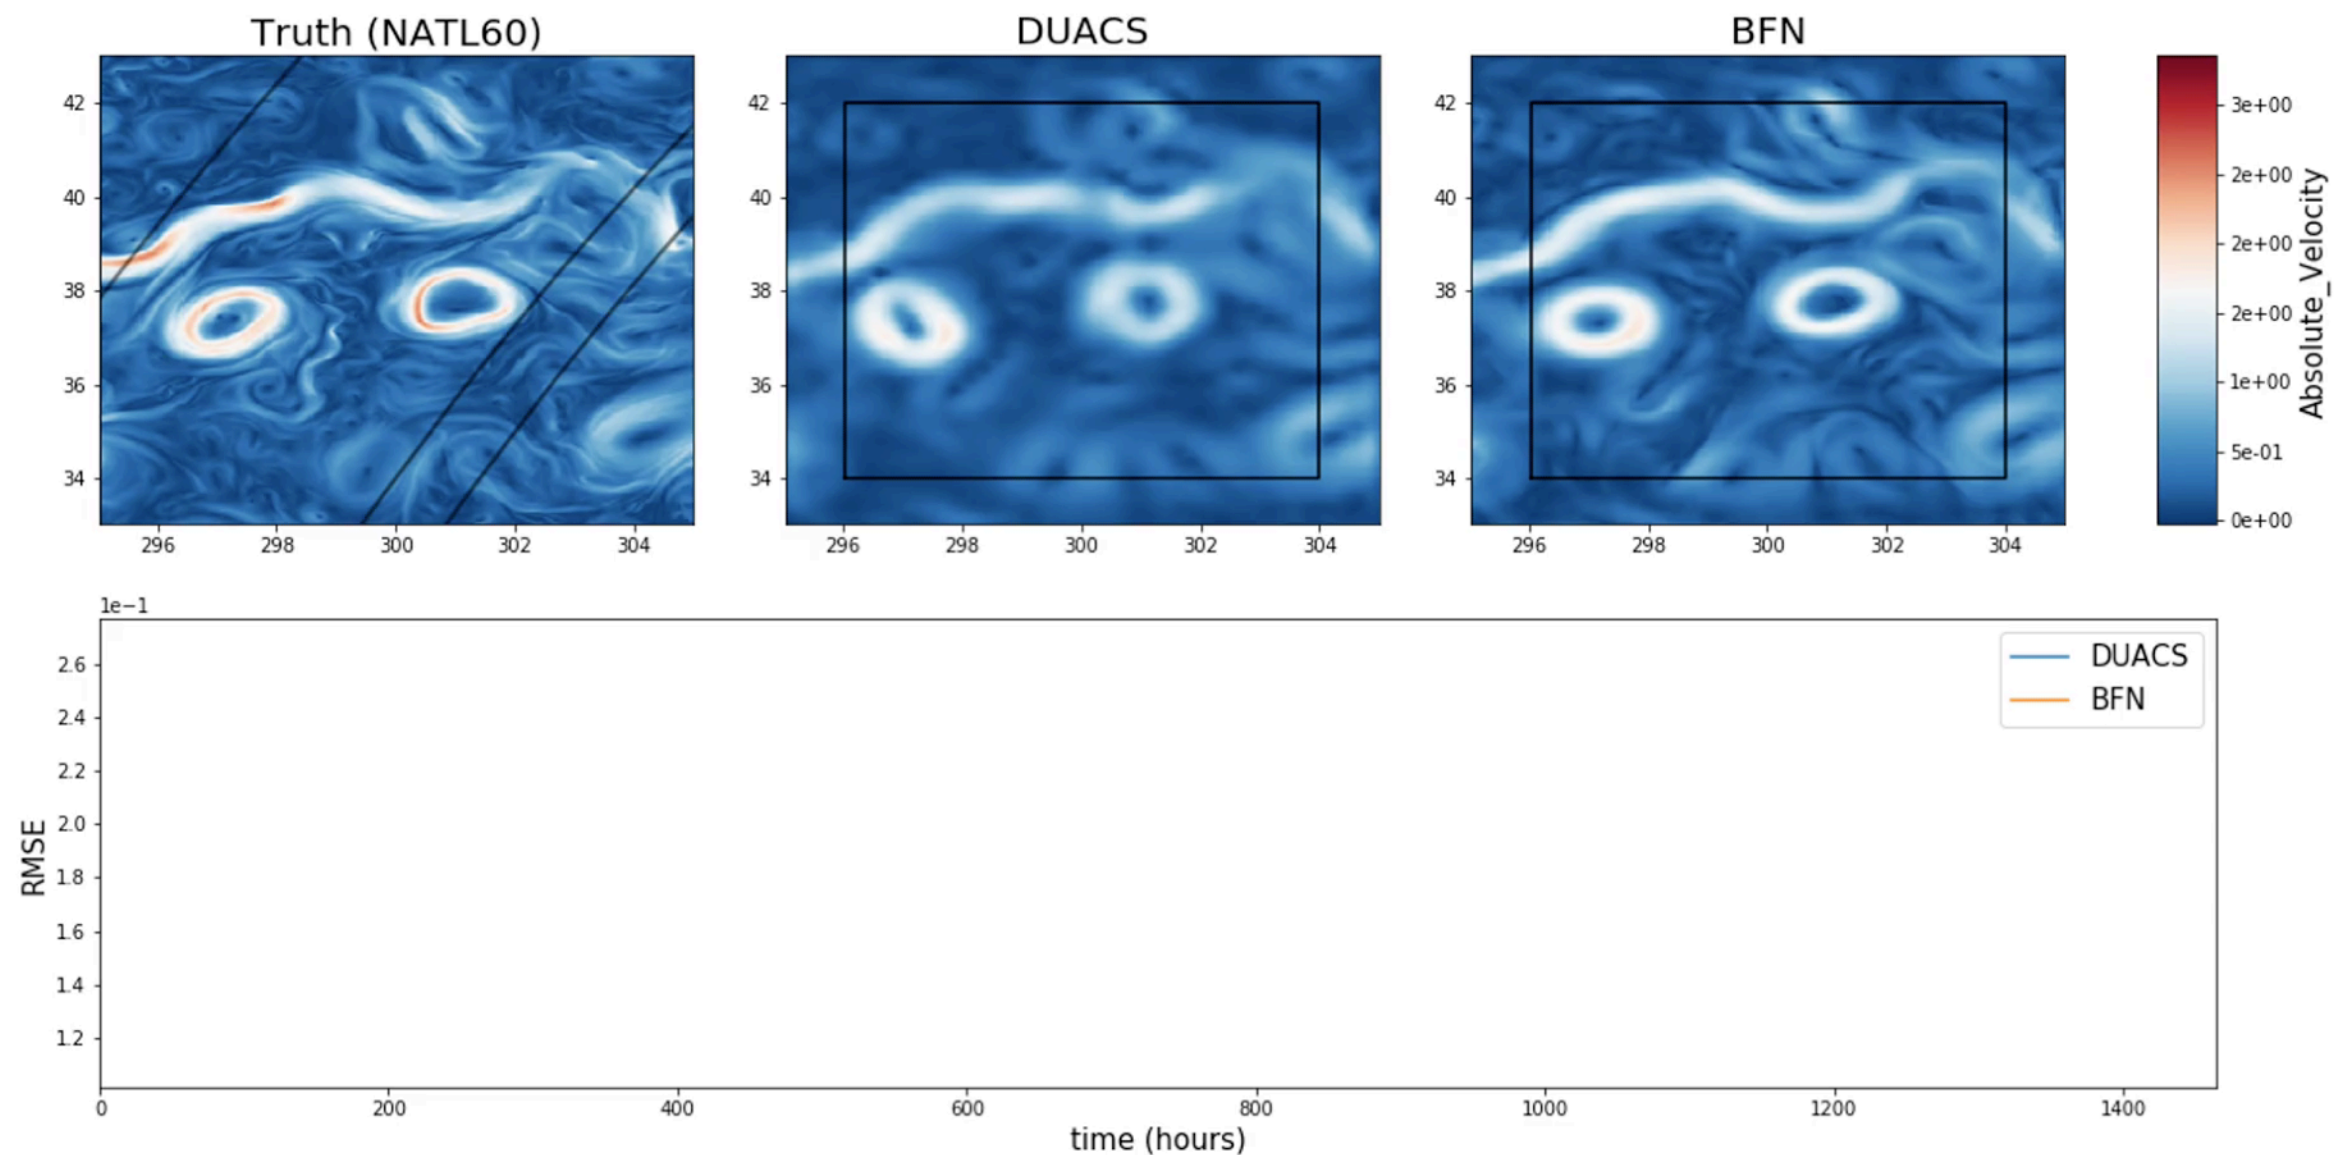 Truth (NATL60)
DUACS
BFN
42
40
38
36
34
296 298 300 302 304
42
40
38
36
34
296 298 300 302 304
42
40
38
36
34
296 298 300 302 304
3e+00
2e+00
2e+00
2e+00
1e+00
5e-01
0e+00
Absolute_Velocity
1e−1
2.6
2.4
2.2
2.0
1.8
1.6
1.4
1.2
RMSE
DUACS
BFN
0 200 400 600 800 1000 1200 1400
time (hours)